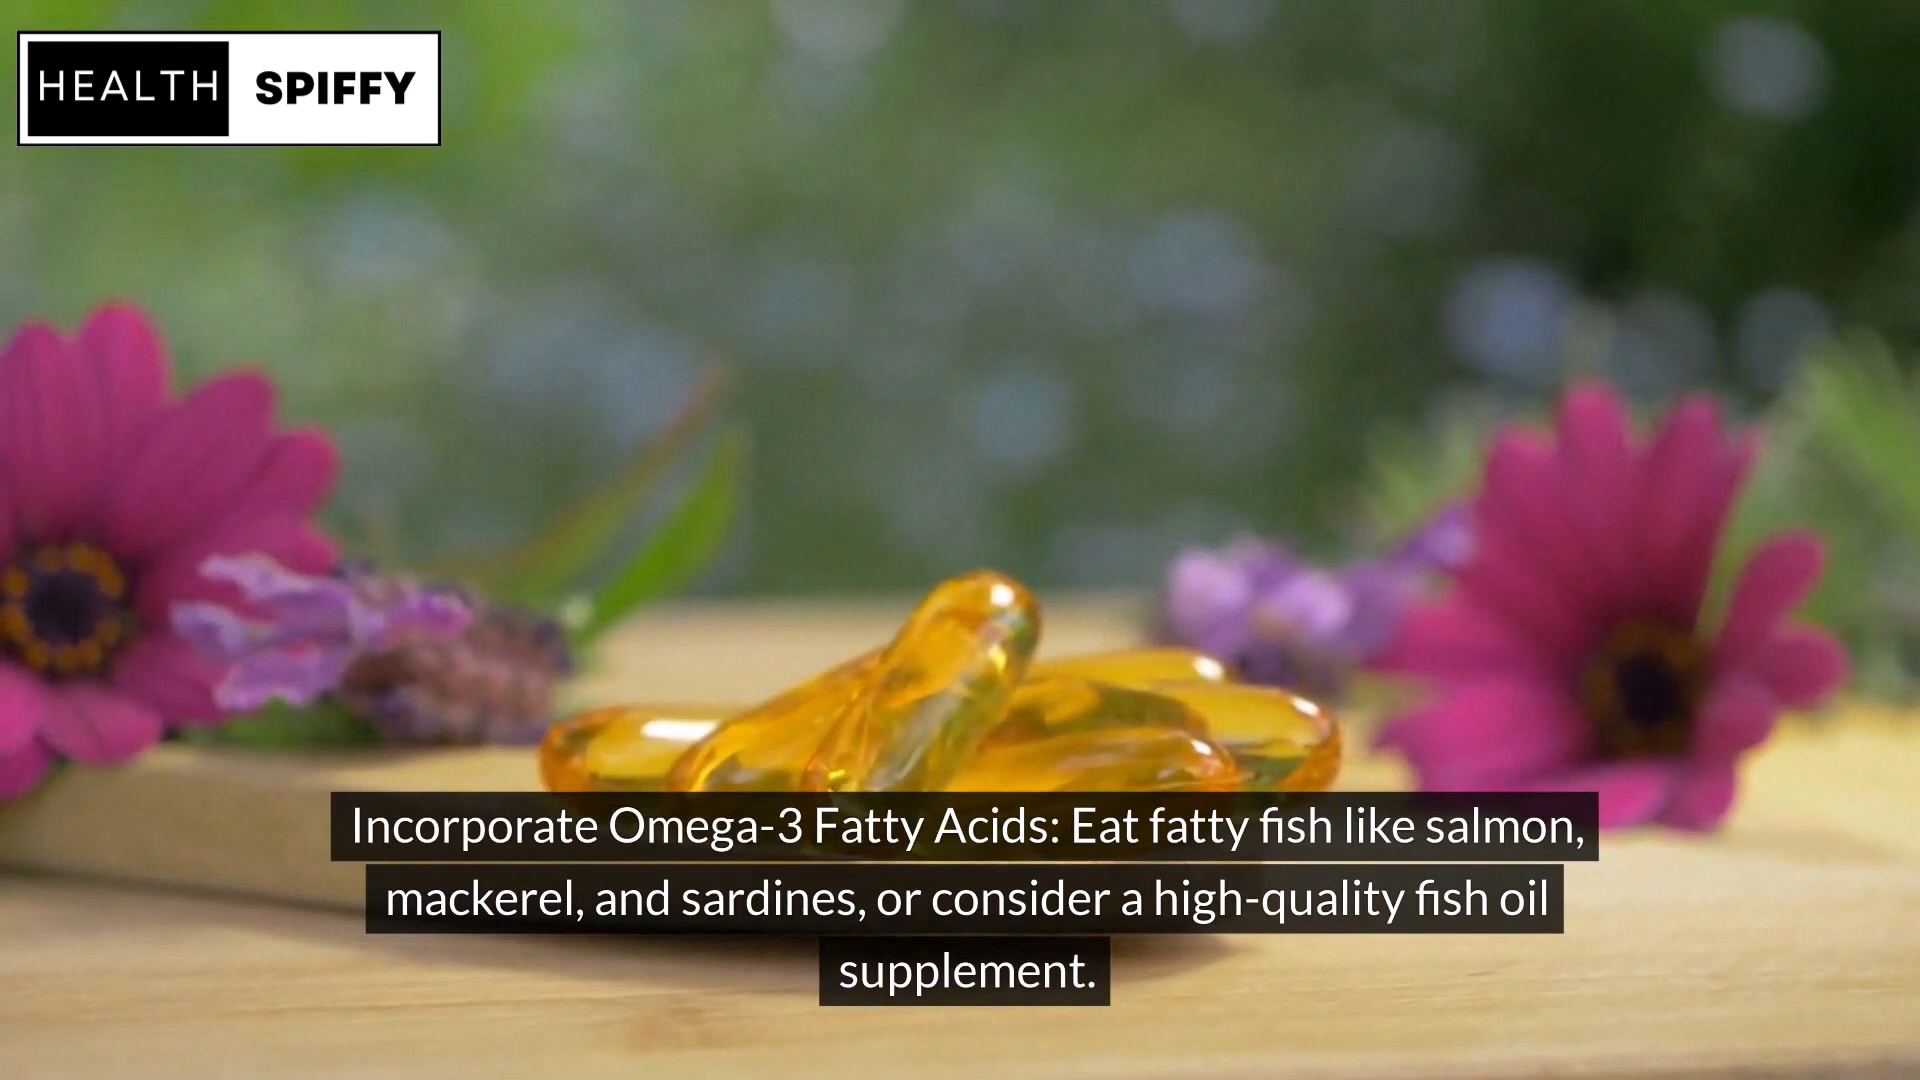 HEALTH SPIFFY
Incorporate Omega-3 Fatty Acids: Eat fatty fish like salmon,
mackerel, and sardines, or consider a high-quality fish oil
supplement.